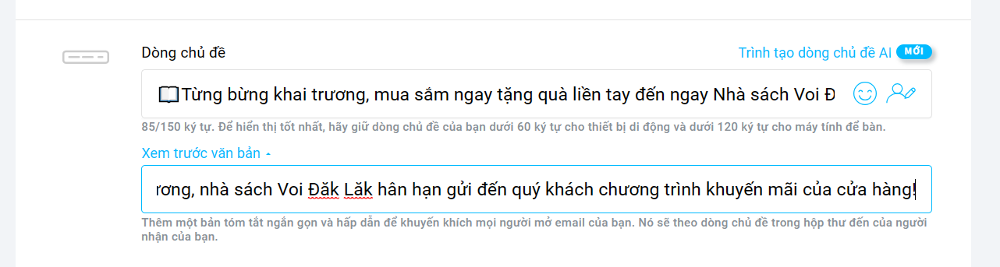 Dòng chủ đề
Trình tạo dòng chủ đề AI MỚI
📖Từng bừng khai trương, mua sắm ngay tặng quà liền tay đến ngay Nhà sách Voi Đ
85/150 ký tự. Để hiển thị tốt nhất, hãy giữ dòng chủ đề của bạn dưới 60 ký tự cho thiết bị di động và dưới 120 ký tự cho máy tính để bàn.
Xem trước văn bản
ương, nhà sách Voi Đăk Lăk hân hạn gửi đến quý khách chương trình khuyến mãi của cửa hàng!
Thêm một bản tóm tắt ngắn gọn và hấp dẫn để khuyến khích mọi người mở email của bạn. Nó sẽ theo dòng chủ đề trong hộp thư đến của người
nhận của bạn.